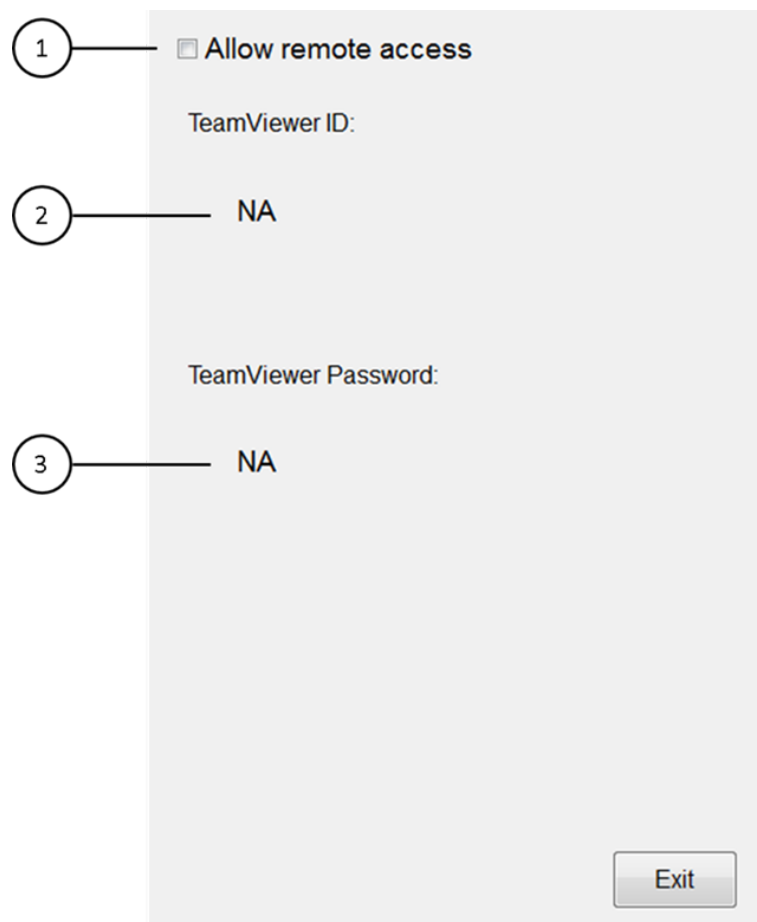 1
Allow remote access
TeamViewer ID:
2
NA
TeamViewer Password:
3
NA
Exit